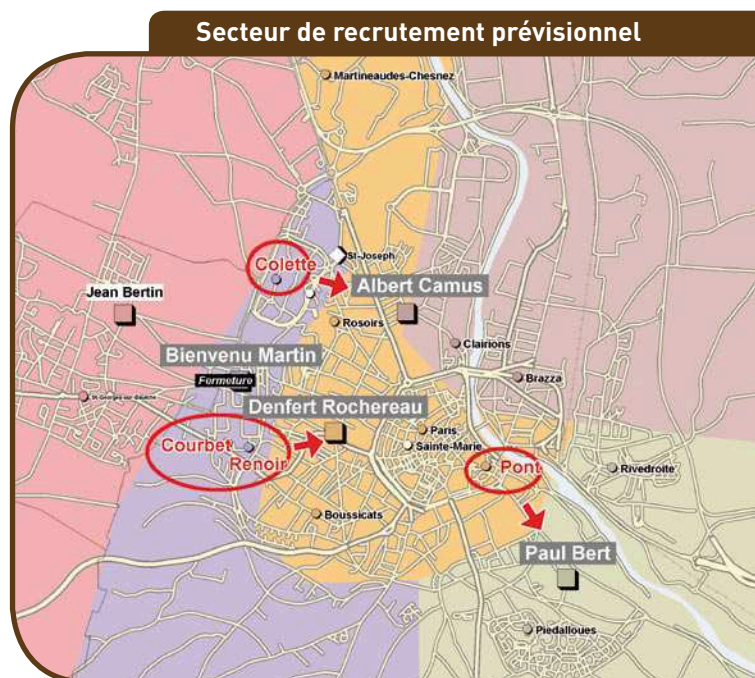 Secteur de recrutement prévisionnel
Martineaudes-Chesnez
St-Joseph
Colette
Albert Camus
Jean Bertin
Rosoirs
Clairions
Bienvenu Martin
Fermeture
Brazza
St Georges sur Baulche
Denfert Rochereau
Paris
Courbet
Sainte-Marie
Renoir
Pont
Rivedroite
Boussicats
Paul Bert
Piedalloues